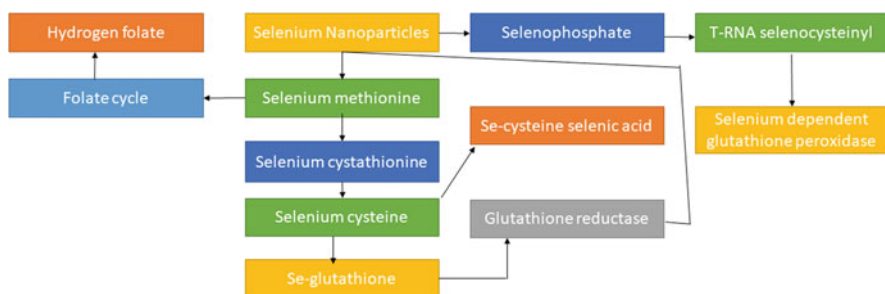 Hydrogen folate
Selenium Nanoparticles
Selenophosphate
T-RNA selenocysteinyl
Folate cycle
Selenium methionine
Se-cysteine selenic acid
Selenium dependent
glutathione peroxidase
Selenium cystathionine
Selenium cysteine
Glutathione reductase
Se-glutathione